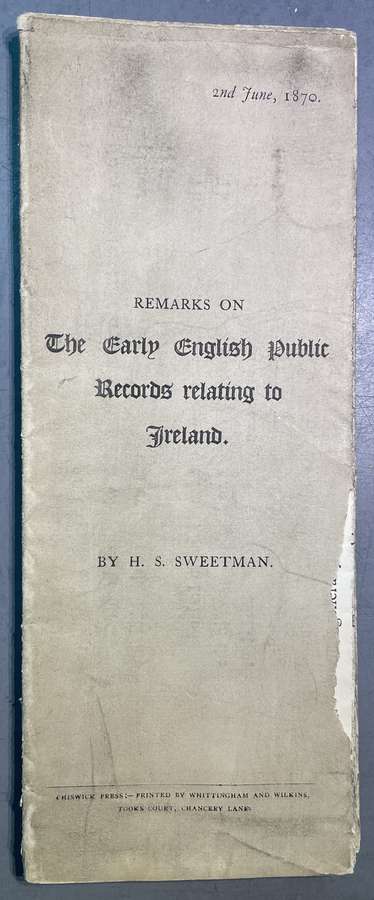 2nd June, 1870.
REMARKS ON
The Early English Public
Records relating to
Ireland.
BY H. S. SWEETMAN.
CHISWICK PRESS:—PRINTED BY WHITTINGHAM AND WILKINS,
TOOKS COURT, CHANCERY LANE.